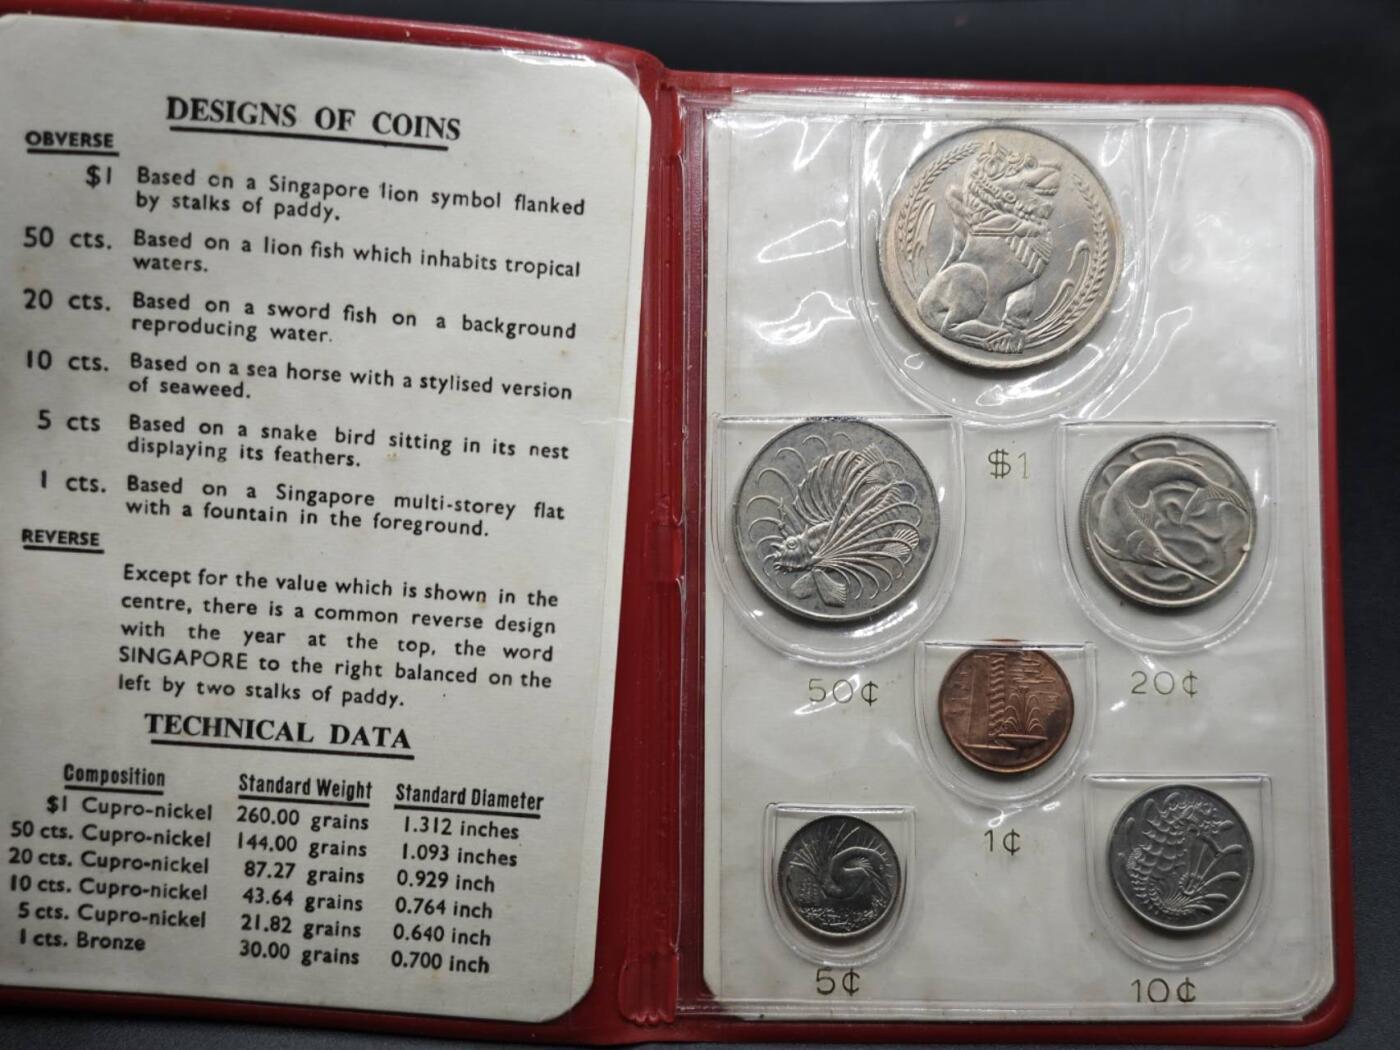 DESIGNS OF COINS
OBVERSE
$1 Based on a Singapore lion symbol flanked
by stalks of paddy.
50 cts. Based on a lion fish which inhabits tropical
waters.
20 cts. Based on a sword fish on a background
reproducing water.
10 cts. Based on a sea horse with a stylised version
of seaweed.
5 cts Based on a snake bird sitting in its nest
displaying its feathers.
1 cts. Based on a Singapore multi-storey flat
with a fountain in the foreground.
REVERSE
Except for the value which is shown in the
centre, there is a common reverse design
with the year at the top, the word
SINGAPORE to the right balanced on the
left by two stalks of paddy.
TECHNICAL DATA
Composition Standard Weight Standard Diameter
$1 Cupro-nickel 260.00 grains 1.312 inches
50 cts. Cupro-nickel 144.00 grains 1.093 inches
20 cts. Cupro-nickel 87.27 grains 0.929 inch
10 cts. Cupro-nickel 43.64 grains 0.764 inch
5 cts. Cupro-nickel 21.82 grains 0.640 inch
1 cts. Bronze 30.00 grains 0.700 inch
$1
50¢
20¢
1¢
5¢
10¢